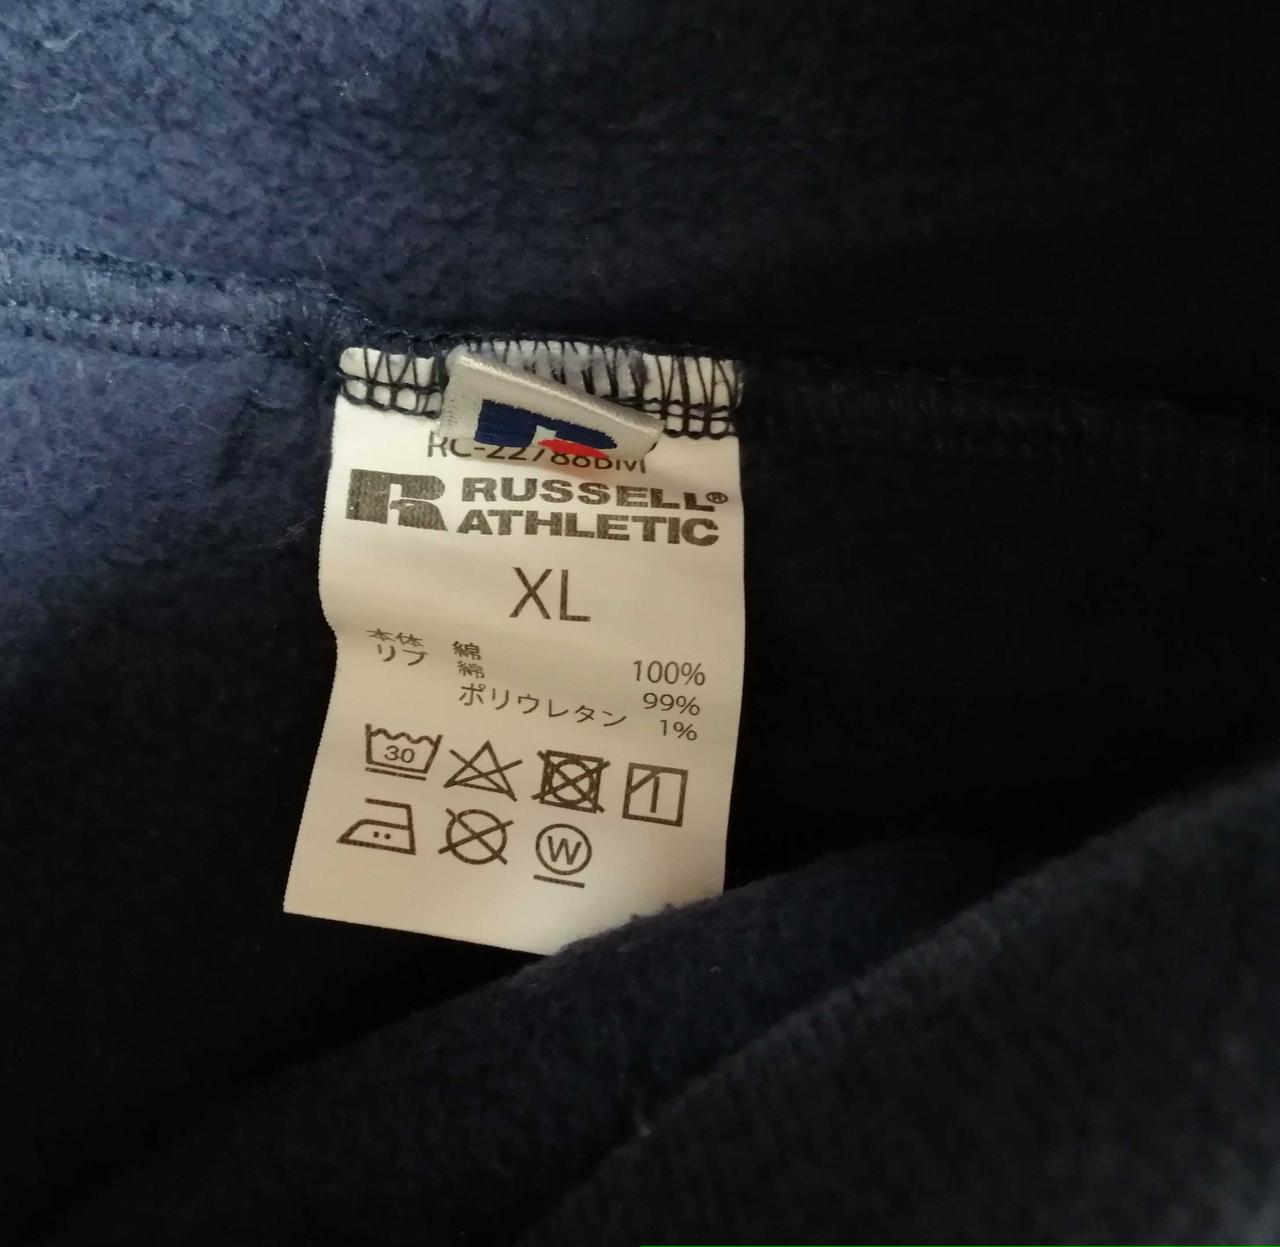 RC-22788BM
RUSSELL®
ATHLETIC
XL
本体 綿 100%
リブ 綿 99%
ポリウレタン 1%
30
W